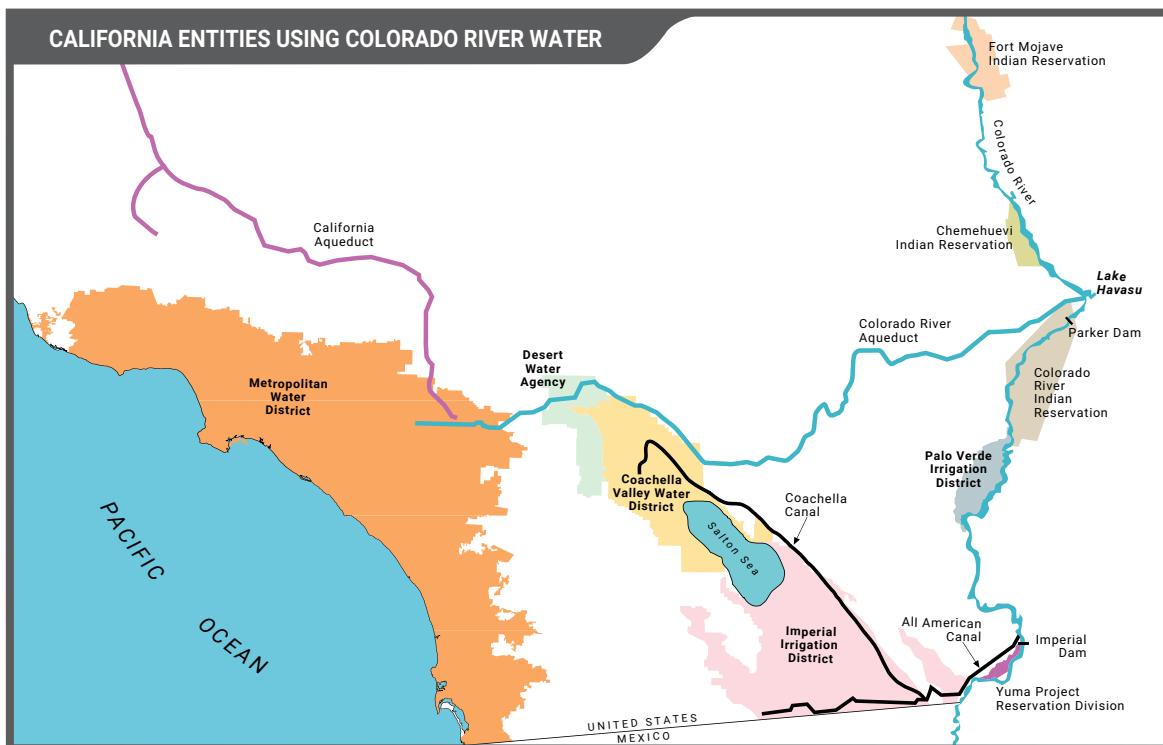 CALIFORNIA ENTITIES USING COLORADO RIVER WATER
Fort Mojave
Indian Reservation
Colorado River
Chemehuevi
Indian Reservation
California
Aqueduct
Lake
Havasu
Colorado River
Aqueduct
Parker Dam
Desert
Water
Agency
Metropolitan
Water
District
Colorado
River
Indian
Reservation
Palo Verde
Irrigation
District
Coachella
Valley Water
District
Coachella
Canal
Salton Sea
PACIFIC
OCEAN
All American
Canal
Imperial
Dam
Imperial
Irrigation
District
Yuma Project
Reservation Division
UNITED STATES
MEXICO